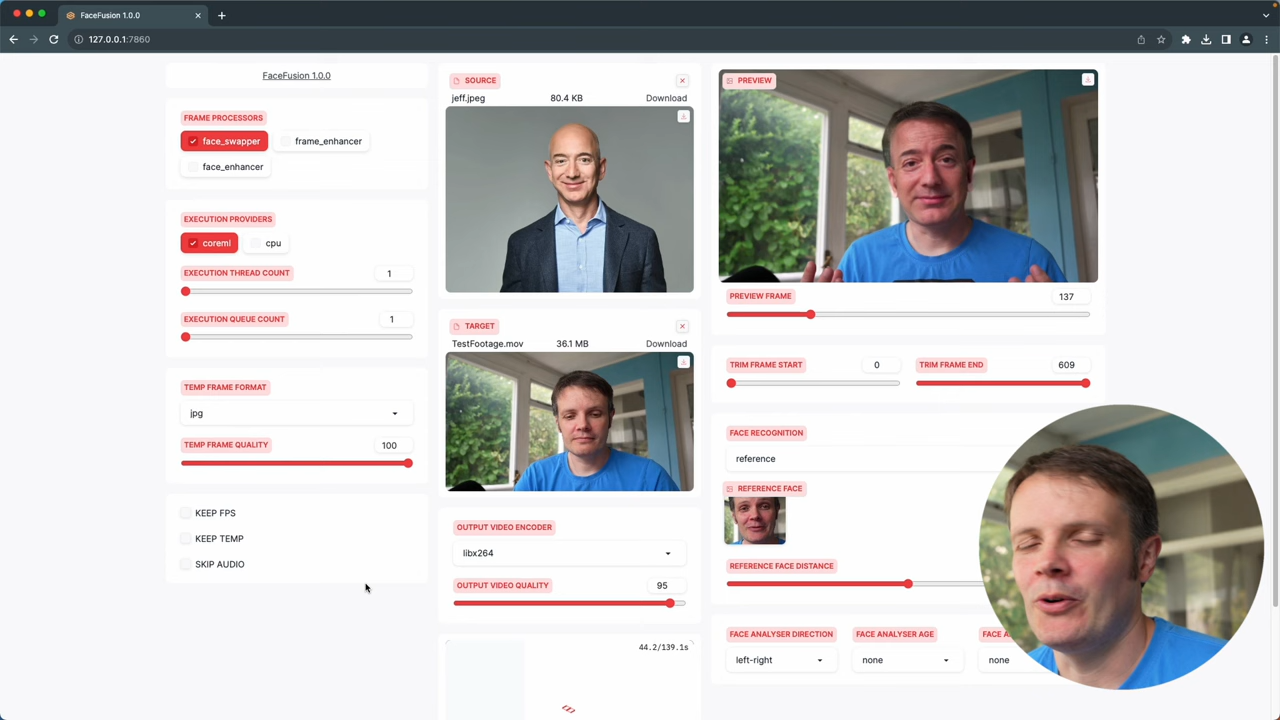 FaceFusion 1.0.0
127.0.0.1:7860
FaceFusion 1.0.0
FRAME PROCESSORS
face_swapper
frame_enhancer
face_enhancer
EXECUTION PROVIDERS
coreml
cpu
EXECUTION THREAD COUNT
1
EXECUTION QUEUE COUNT
1
TEMP FRAME FORMAT
jpg
TEMP FRAME QUALITY
100
KEEP FPS
KEEP TEMP
SKIP AUDIO
SOURCE
jeff.jpeg 80.4 KB Download
TARGET
TestFootage.mov 36.1 MB Download
OUTPUT VIDEO ENCODER
libx264
OUTPUT VIDEO QUALITY
95
44.2/139.1s
PREVIEW
PREVIEW FRAME
137
TRIM FRAME START
0
TRIM FRAME END
609
FACE RECOGNITION
reference
REFERENCE FACE
REFERENCE FACE DISTANCE
FACE ANALYSER DIRECTION
left-right
FACE ANALYSER AGE
none
FACE
none